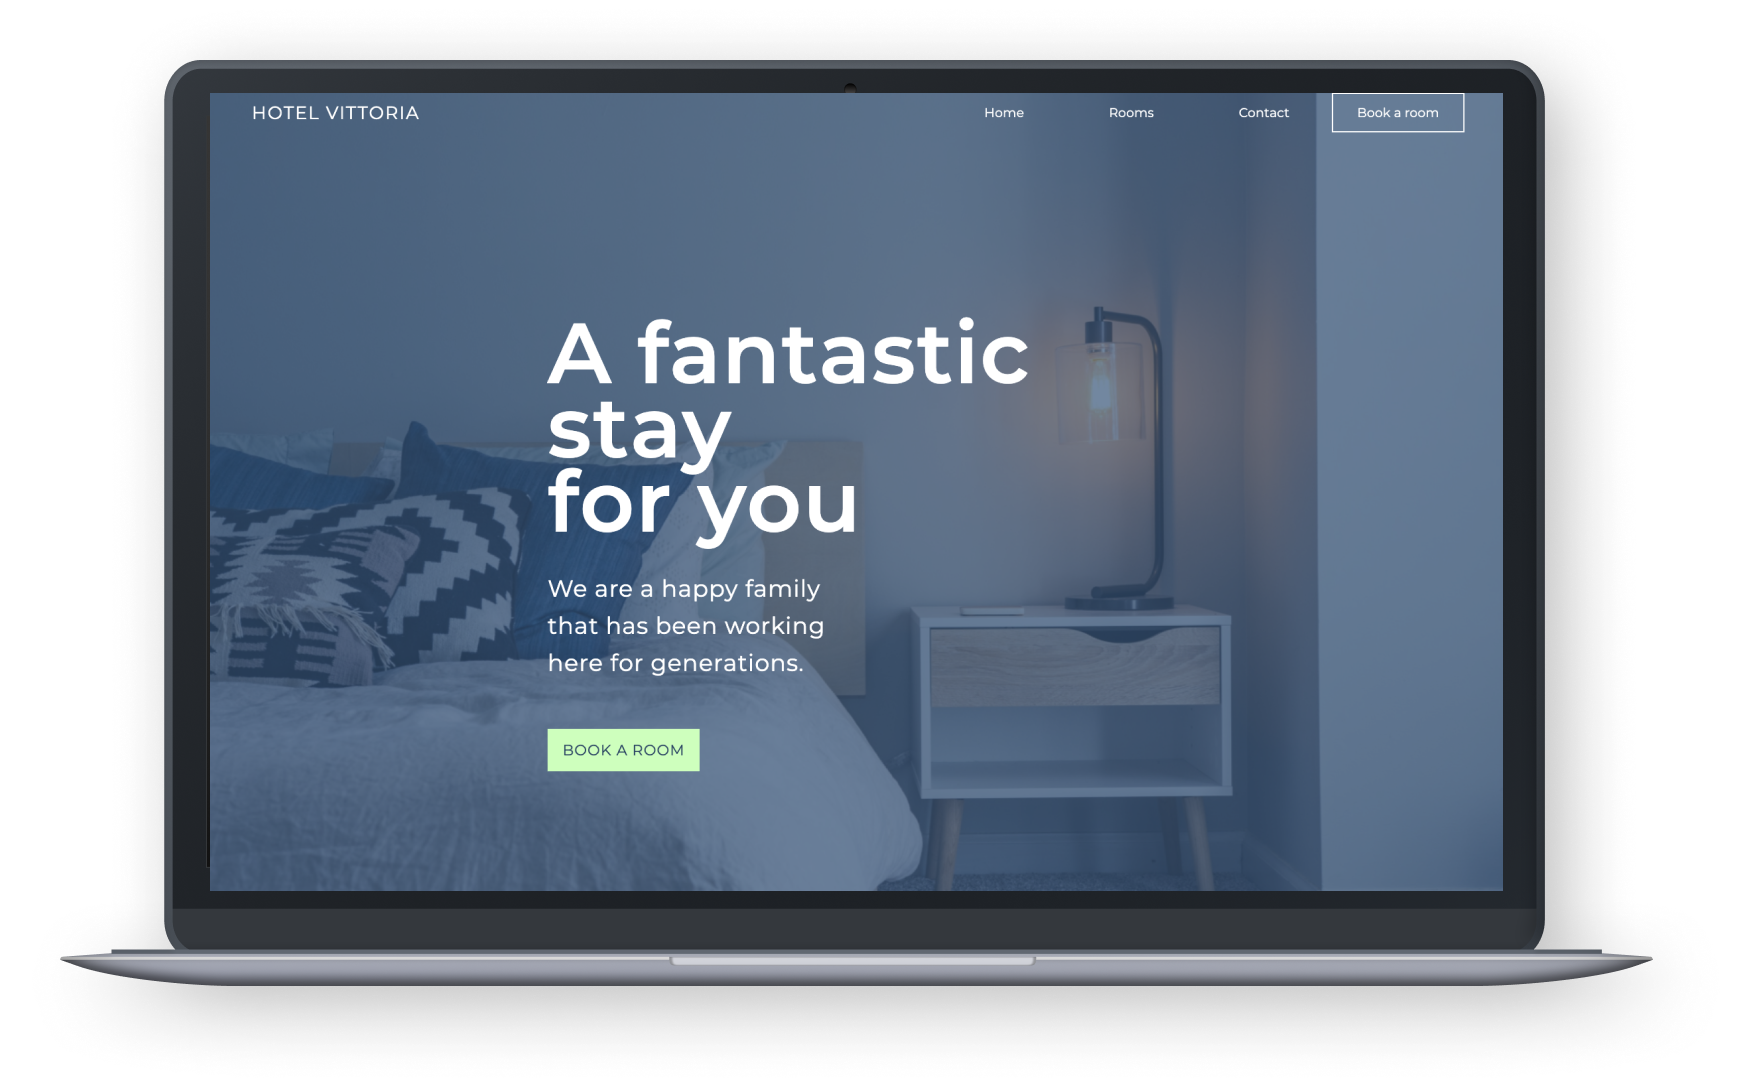 HOTEL VITTORIA
Home
Rooms
Contact
Book a room
A fantastic
stay
for you
We are a happy family
that has been working
here for generations.
BOOK A ROOM